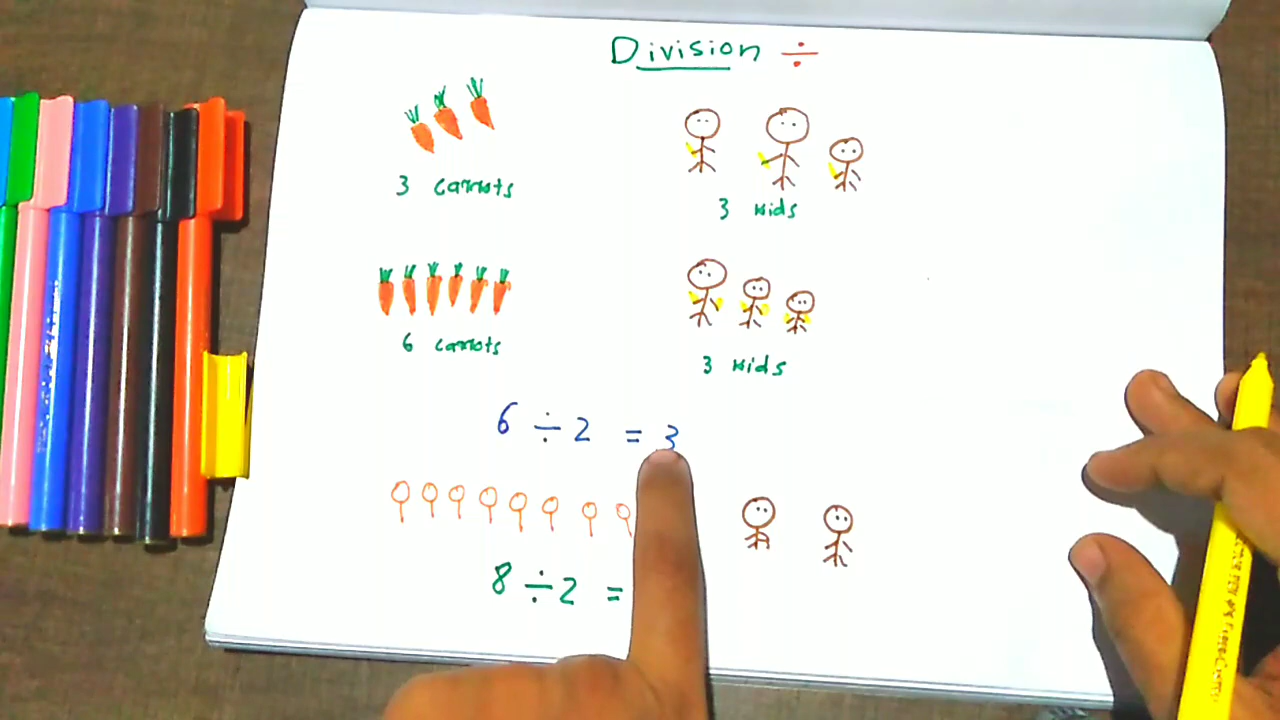 Division ÷
3 carrots
3 kids
6 carrots
3 kids
6 ÷ 2 = 3
8 ÷ 2 =